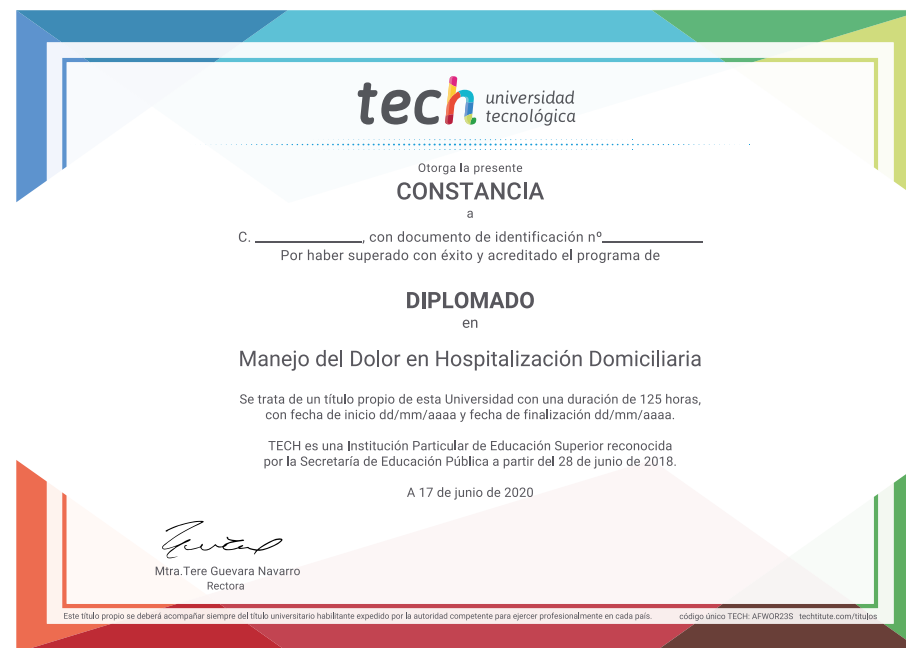 tech universidad
tecnológica
Otorga la presente
CONSTANCIA
a
C. ______________, con documento de identificación nº_____________
Por haber superado con éxito y acreditado el programa de
DIPLOMADO
en
Manejo del Dolor en Hospitalización Domiciliaria
Se trata de un título propio de esta Universidad con una duración de 125 horas,
con fecha de inicio dd/mm/aaaa y fecha de finalización dd/mm/aaaa.
TECH es una Institución Particular de Educación Superior reconocida
por la Secretaría de Educación Pública a partir del 28 de junio de 2018.
A 17 de junio de 2020
Mtra.Tere Guevara Navarro
Rectora
Este título propio se deberá acompañar siempre del título universitario habilitante expedido por la autoridad competente para ejercer profesionalmente en cada país. código único TECH: AFWOR23S techtitute.com/titulos